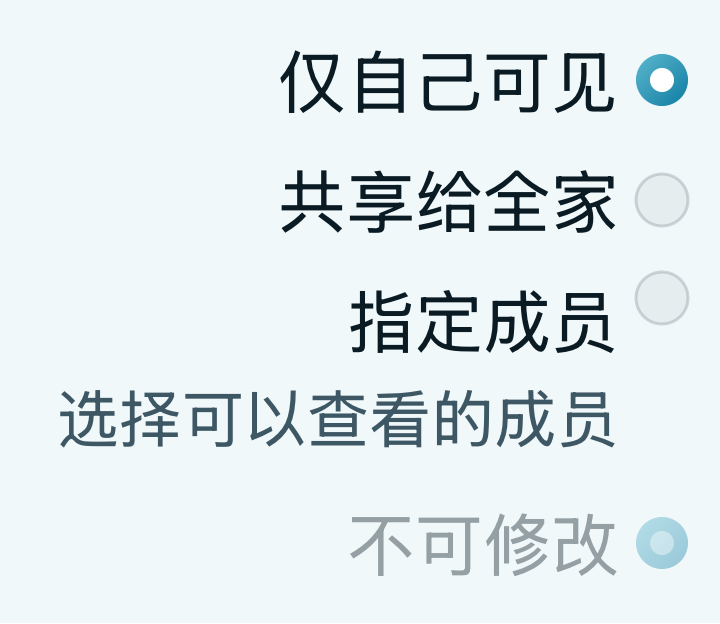 仅自己可见
共享给全家
指定成员
选择可以查看的成员
不可修改